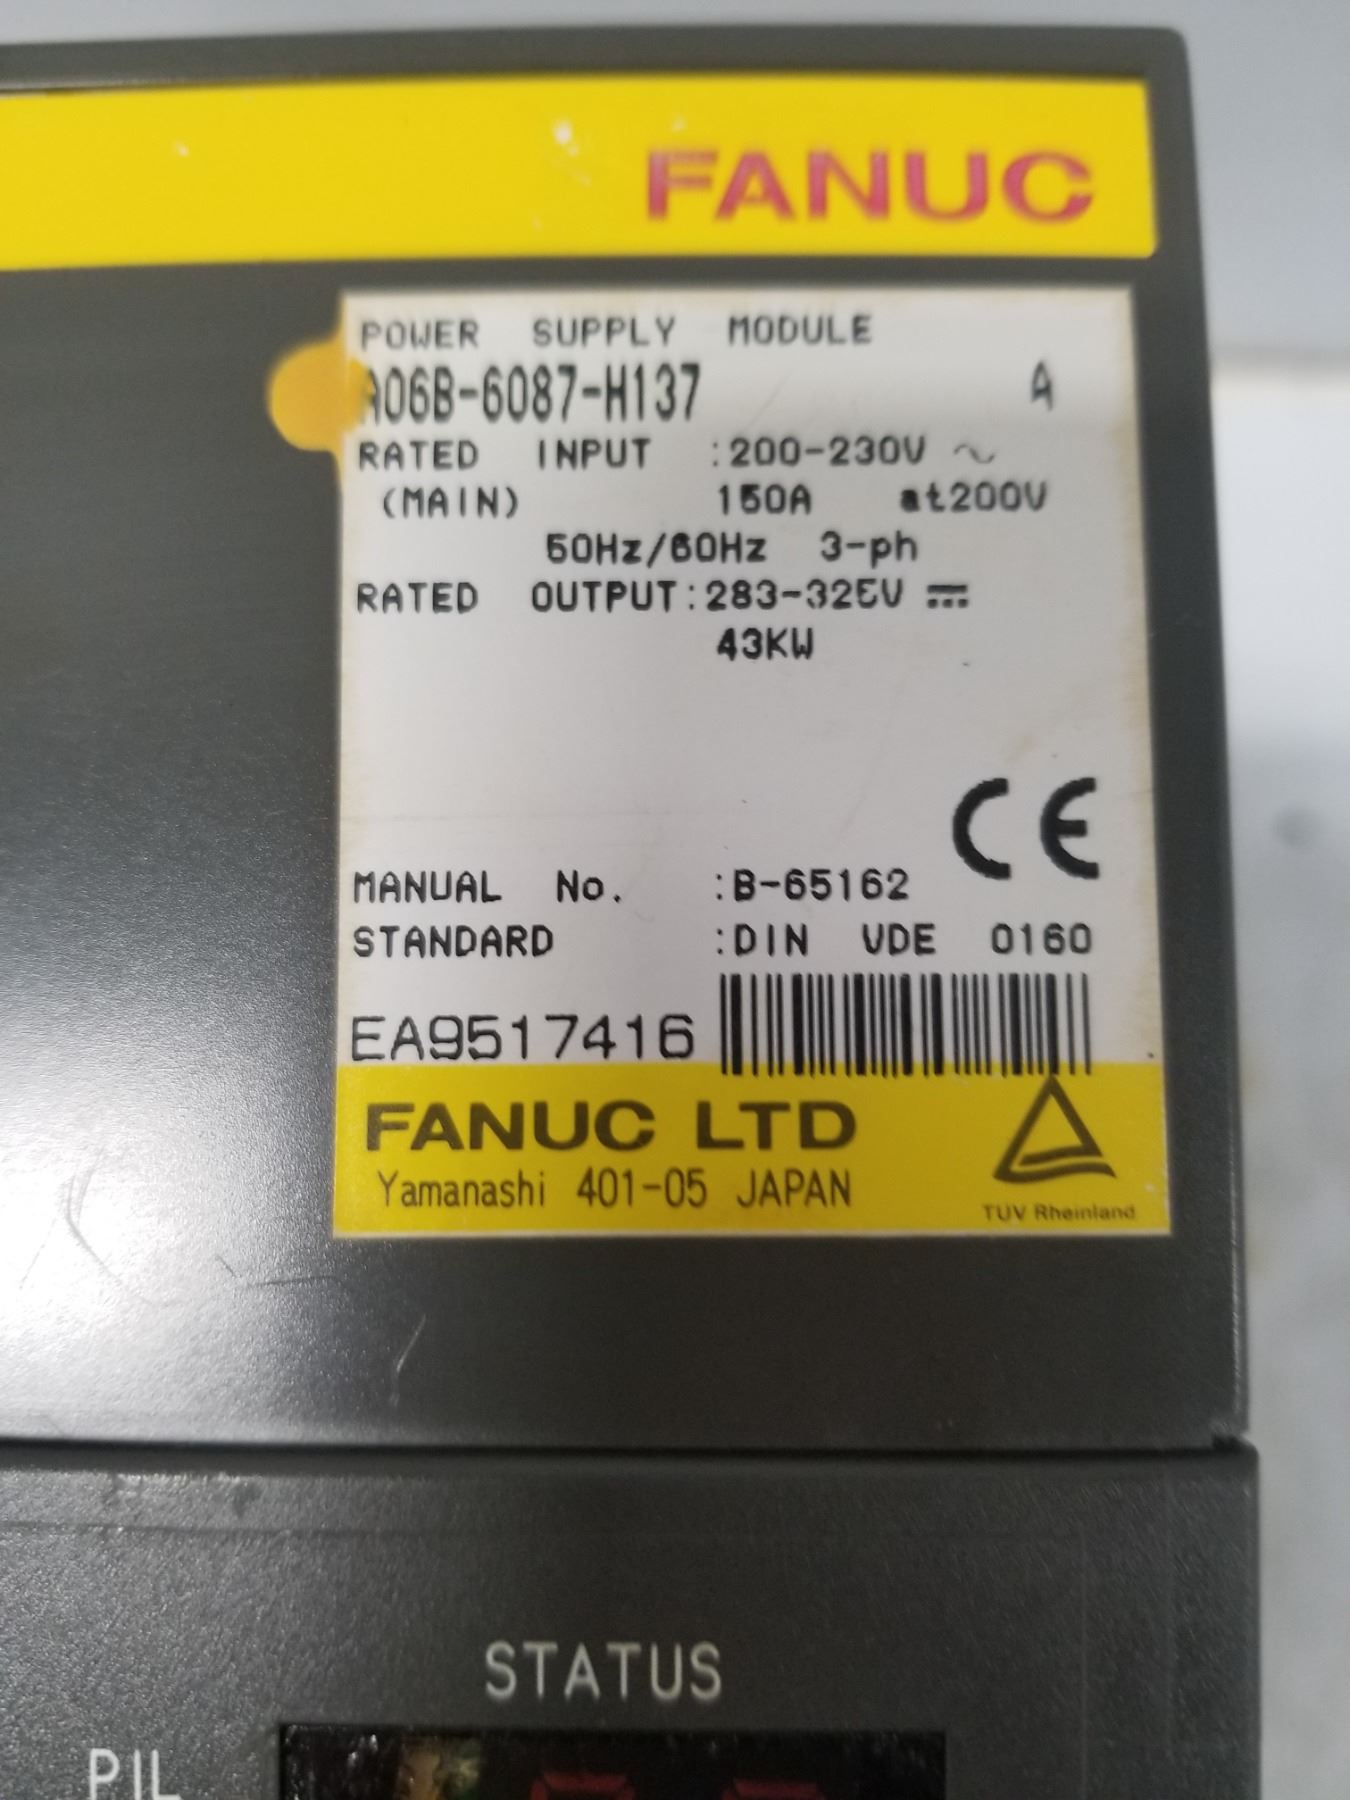 FANUC
POWER SUPPLY MODULE
A06B-6087-H137 A
RATED INPUT :200-230V ~
(MAIN) 150A at200V
50Hz/60Hz 3-ph
RATED OUTPUT:283-325V ⎓
43KW
CE
MANUAL No. :B-65162
STANDARD :DIN VDE 0160
EA9517416
FANUC LTD
Yamanashi 401-05 JAPAN
TUV Rheinland
STATUS
PIL